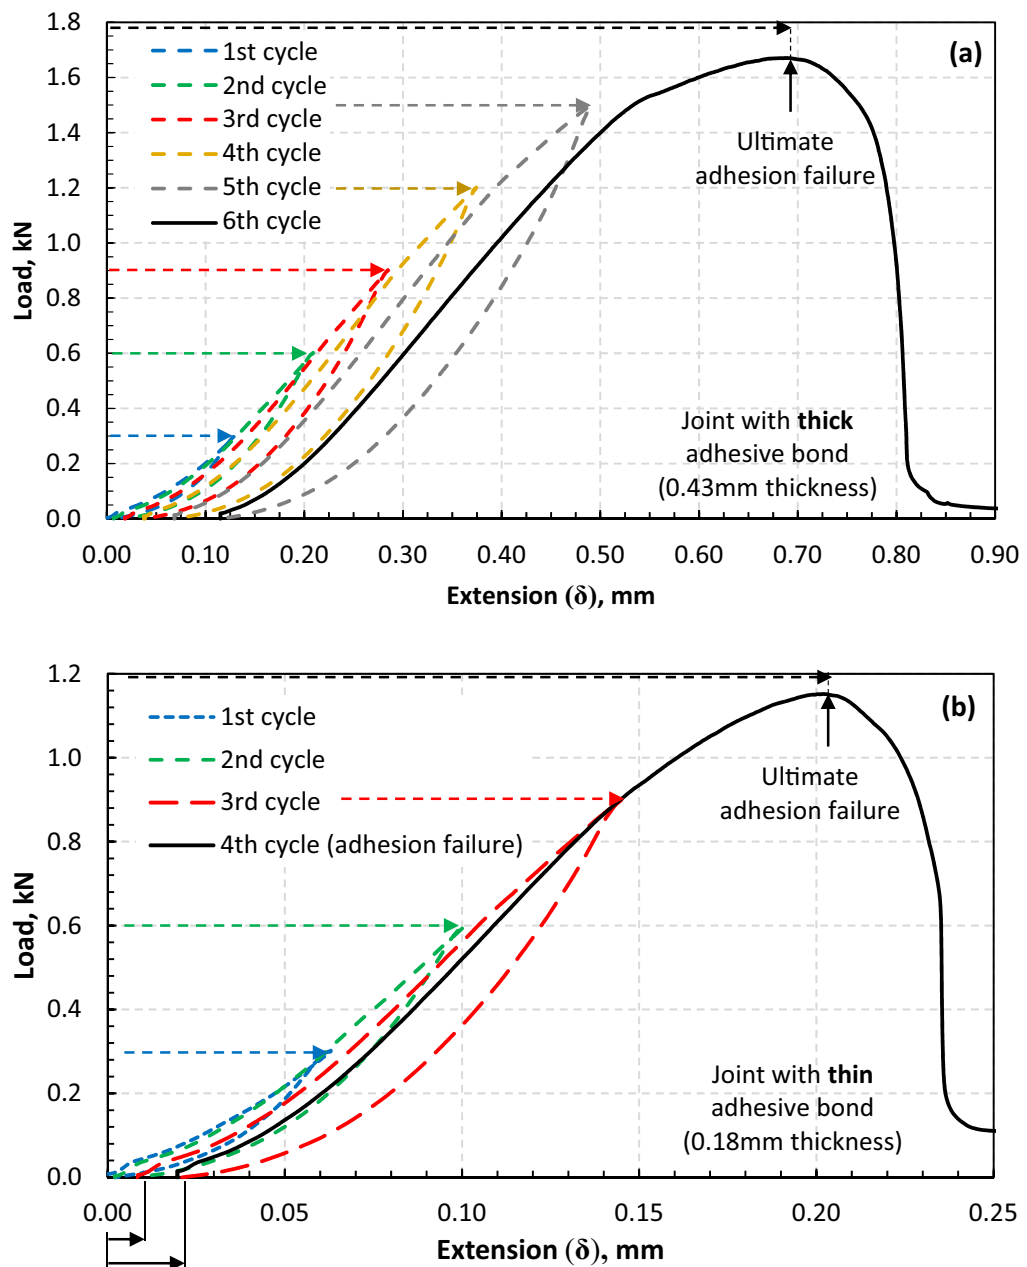 1.8
1.6
1.4
1.2
1.0
0.8
0.6
0.4
0.2
0.0
Load, kN
1st cycle
2nd cycle
3rd cycle
4th cycle
5th cycle
6th cycle
(a)
Ultimate
adhesion failure
Joint with thick
adhesive bond
(0.43mm thickness)
0.00 0.10 0.20 0.30 0.40 0.50 0.60 0.70 0.80 0.90
Extension (δ), mm
1.2
1.0
0.8
0.6
0.4
0.2
0.0
Load, kN
1st cycle
2nd cycle
3rd cycle
4th cycle (adhesion failure)
(b)
Ultimate
adhesion failure
Joint with thin
adhesive bond
(0.18mm thickness)
0.00 0.05 0.10 0.15 0.20 0.25
Extension (δ), mm